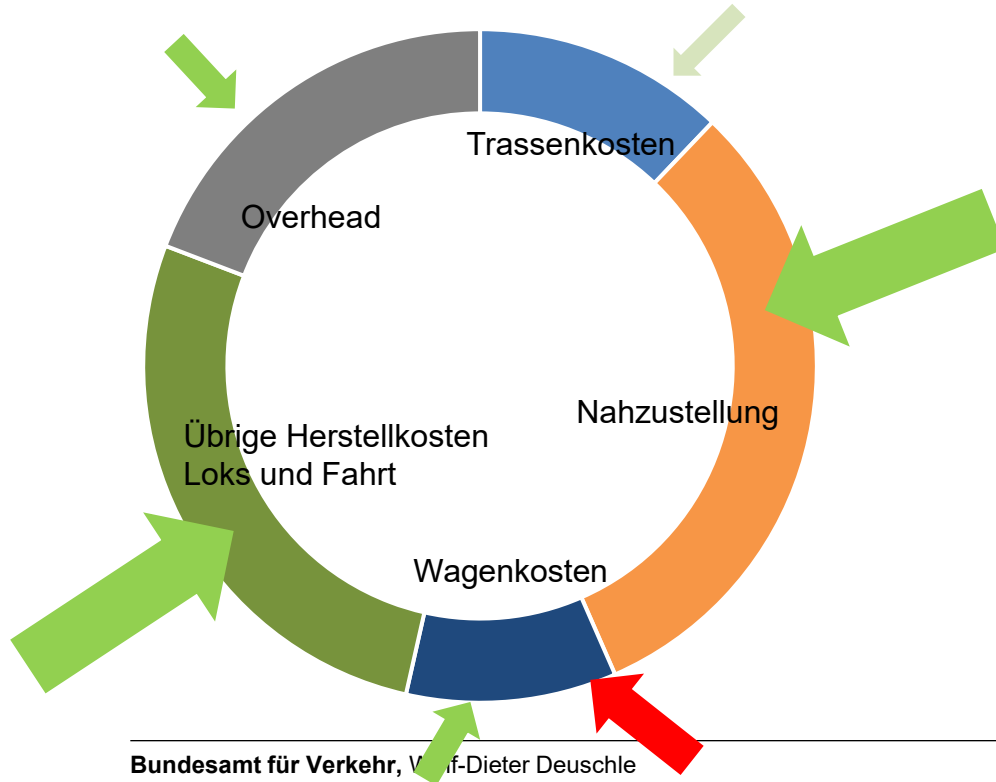 Trassenkosten
Overhead
Nahzustellung
Übrige Herstellkosten
Loks und Fahrt
Wagenkosten
Bundesamt für Verkehr, -Dieter Deuschle